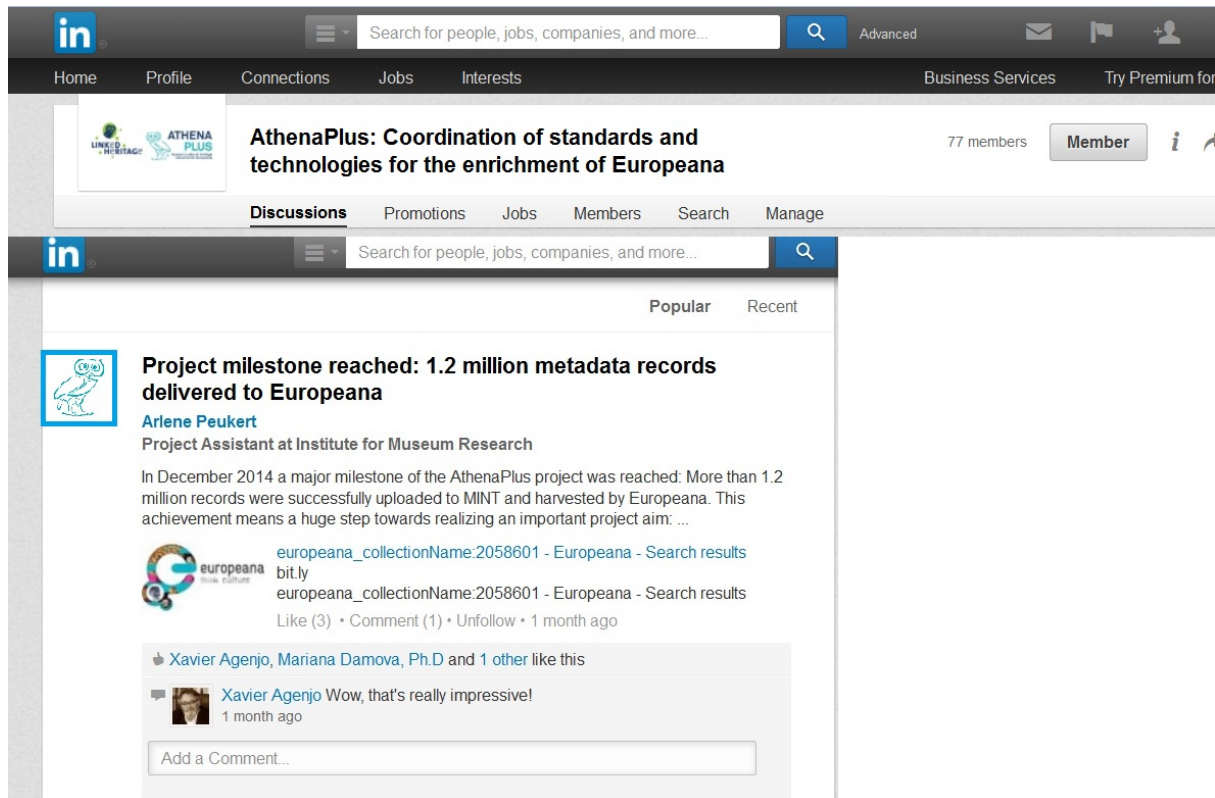 in
Search for people, jobs, companies, and more...
Advanced
Home Profile Connections Jobs Interests Business Services Try Premium for
LINKED HERITAGE
ATHENA PLUS
AthenaPlus: Coordination of standards and
technologies for the enrichment of Europeana
77 members
Member
i
Discussions Promotions Jobs Members Search Manage
in
Search for people, jobs, companies, and more...
Popular Recent
Project milestone reached: 1.2 million metadata records
delivered to Europeana
Arlene Peukert
Project Assistant at Institute for Museum Research
In December 2014 a major milestone of the AthenaPlus project was reached: More than 1.2
million records were successfully uploaded to MINT and harvested by Europeana. This
achievement means a huge step towards realizing an important project aim: ...
europeana
think culture
europeana_collectionName:2058601 - Europeana - Search results
bit.ly
europeana_collectionName:2058601 - Europeana - Search results
Like (3) • Comment (1) • Unfollow • 1 month ago
Xavier Agenjo, Mariana Damova, Ph.D and 1 other like this
Xavier Agenjo Wow, that's really impressive!
1 month ago
Add a Comment...